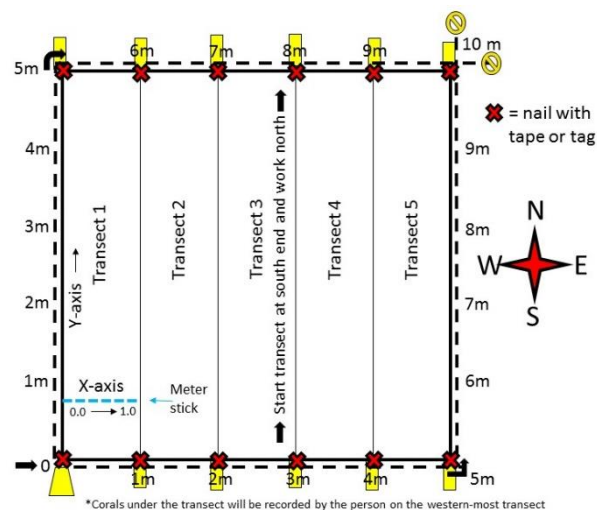 10 m
6m
7m
8m
9m
5m
= nail with
tape or tag
4m
9m
3m
8m
2m
7m
1m
6m
0
5m
1m
2m
3m
4m
Transect 1
Transect 2
Transect 3
Transect 4
Transect 5
Start transect at south end and work north
Y-axis
X-axis
0.0
1.0
Meter
stick
N
W
E
S
*Corals under the transect will be recorded by the person on the western-most transect